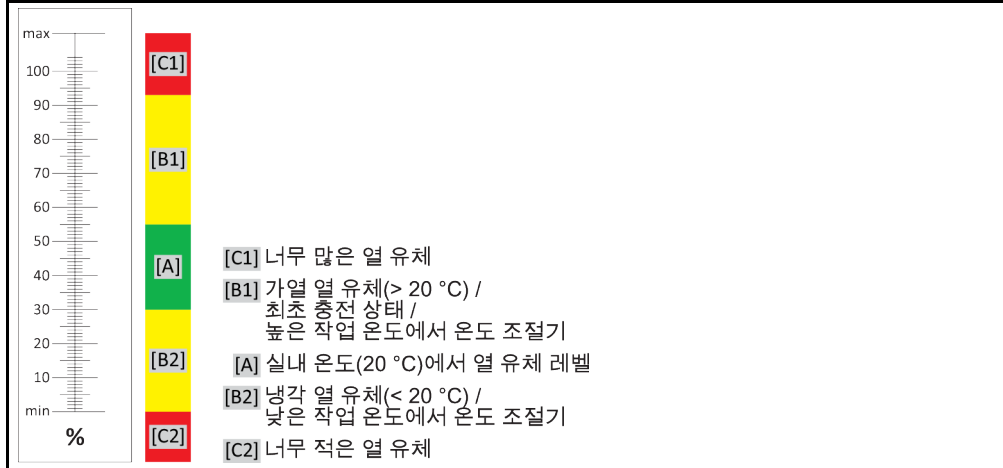 max
100
90
80
70
60
50
40
30
20
10
min
%
[C1]
[B1]
[A]
[B2]
[C2]
[C1] 너무 많은 열 유체
[B1] 가열 열 유체(> 20 °C) /
최초 충전 상태 /
높은 작업 온도에서 온도 조절기
[A] 실내 온도(20 °C)에서 열 유체 레벨
[B2] 냉각 열 유체(< 20 °C) /
낮은 작업 온도에서 온도 조절기
[C2] 너무 적은 열 유체